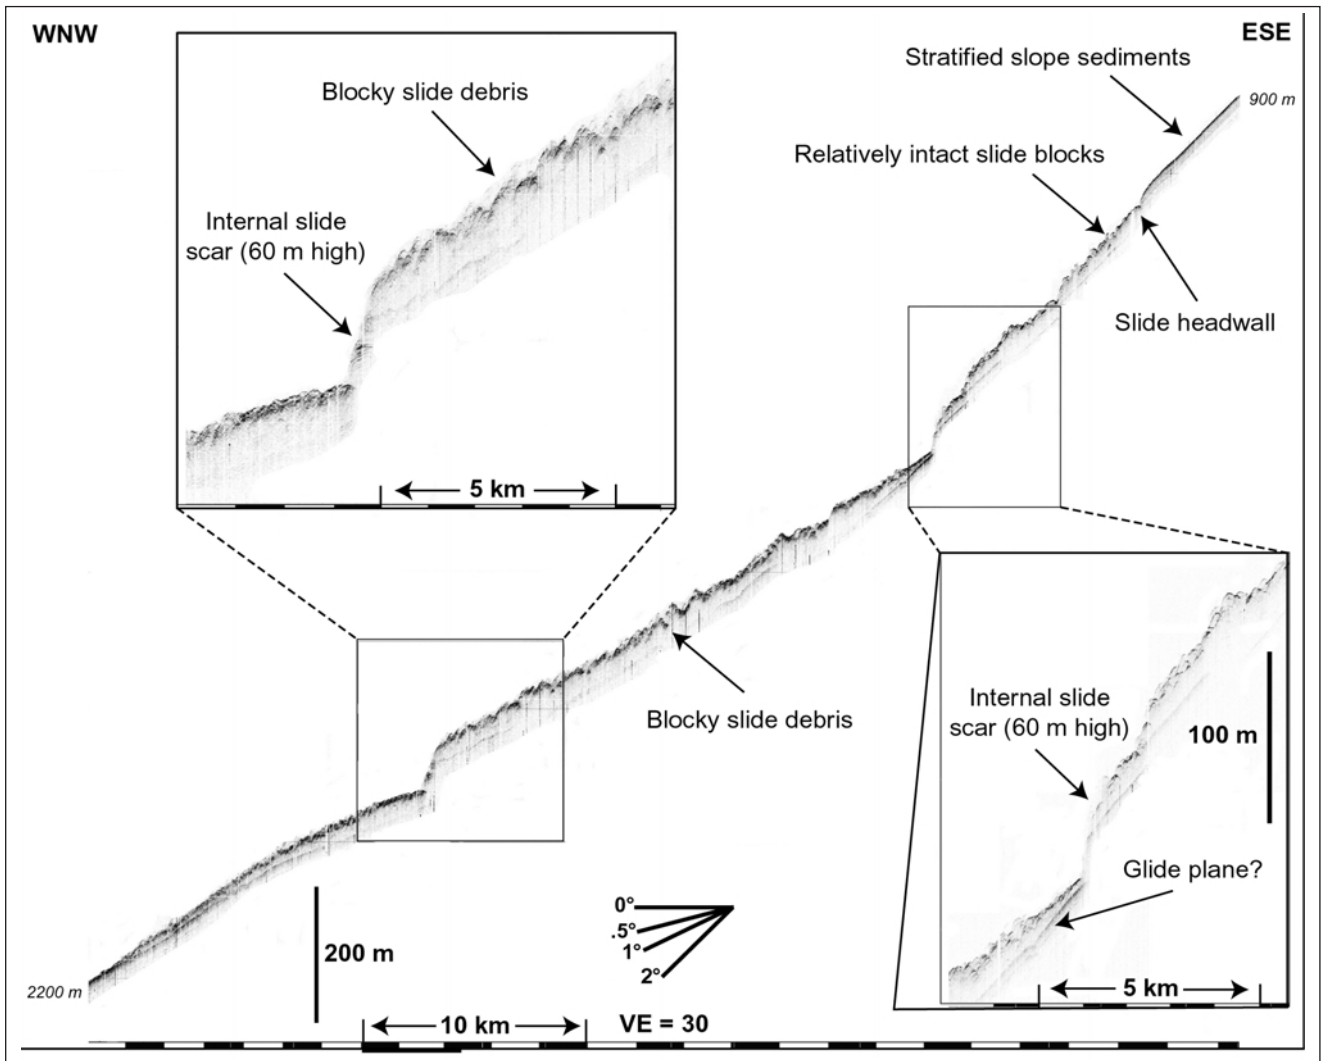 WNW
ESE
Stratified slope sediments
900 m
Blocky slide debris
Relatively intact slide blocks
Internal slide
scar (60 m high)
Slide headwall
5 km
Internal slide
scar (60 m high)
100 m
Blocky slide debris
Glide plane?
0°
.5°
1°
2°
200 m
2200 m
5 km
10 km
VE = 30